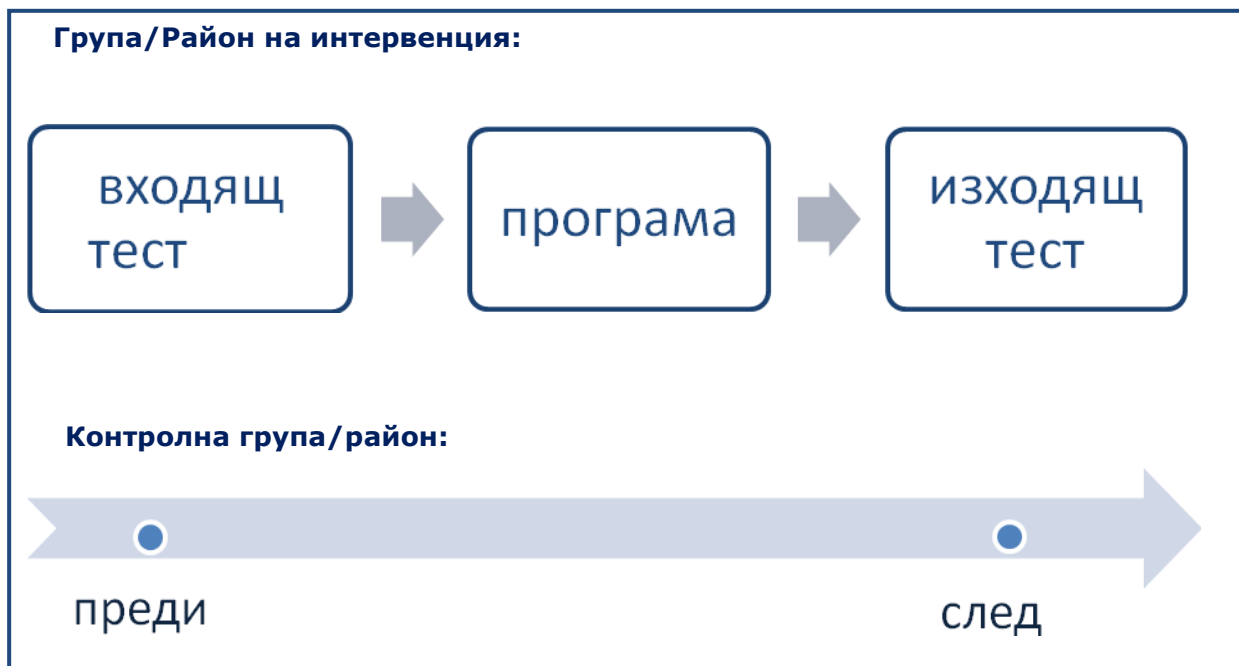 Група/Район на интервенция:
входящ
тест
програма
изходящ
тест
Контролна група/район:
преди
след